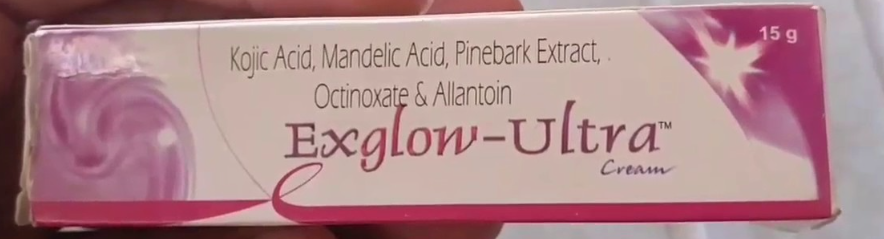 Kojic Acid, Mandelic Acid, Pinebark Extract,
Octinoxate & Allantoin
Exglow-Ultra™
Cream
15 g